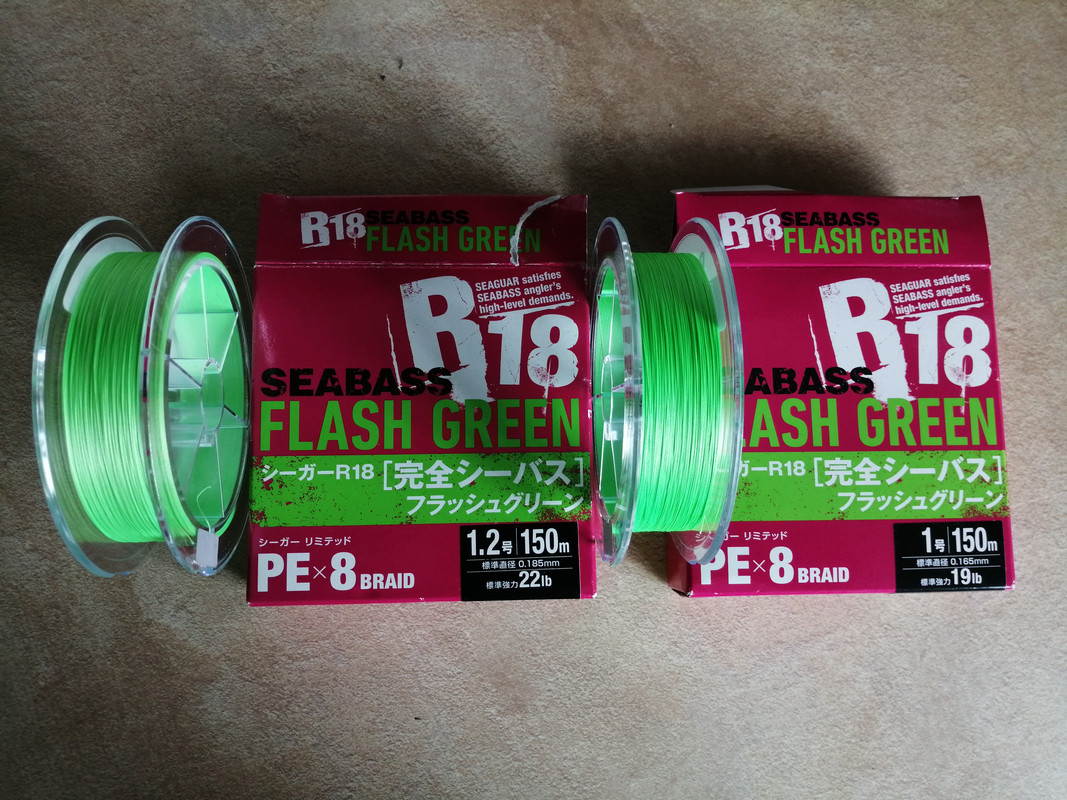 R18 SEABASS
FLASH GREEN
SEAGUAR satisfies
SEABASS angler's
high-level demands.
R18
SEABASS
FLASH GREEN
シーガーR18 [完全シーバス]
フラッシュグリーン
シーガー リミテッド
PE×8 BRAID
1.2号 150m
標準直径 0.185mm
標準強力 22lb
R18 SEABASS
FLASH GREEN
SEAGUAR satisfies
SEABASS angler's
high-level demands.
R18
ABASS
ASH GREEN
ガーR18 [完全シーバス]
フラッシュグリーン
シーガー リミテッド
PE×8 BRAID
1号 150m
標準直径 0.165mm
標準強力 19lb